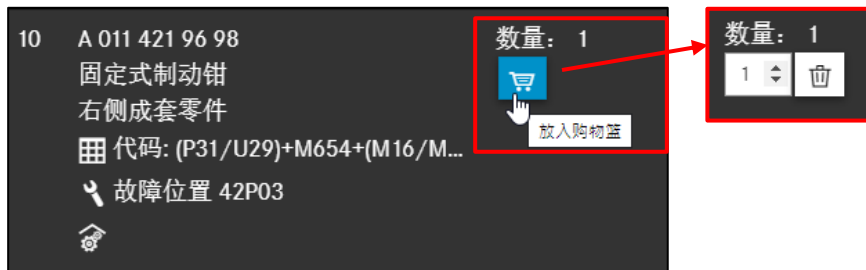 10 A 011 421 96 98 数量： 1
固定式制动钳
右侧成套零件
代码: (P31/U29)+M654+(M16/M...
故障位置 42P03
放入购物篮
数量： 1
1